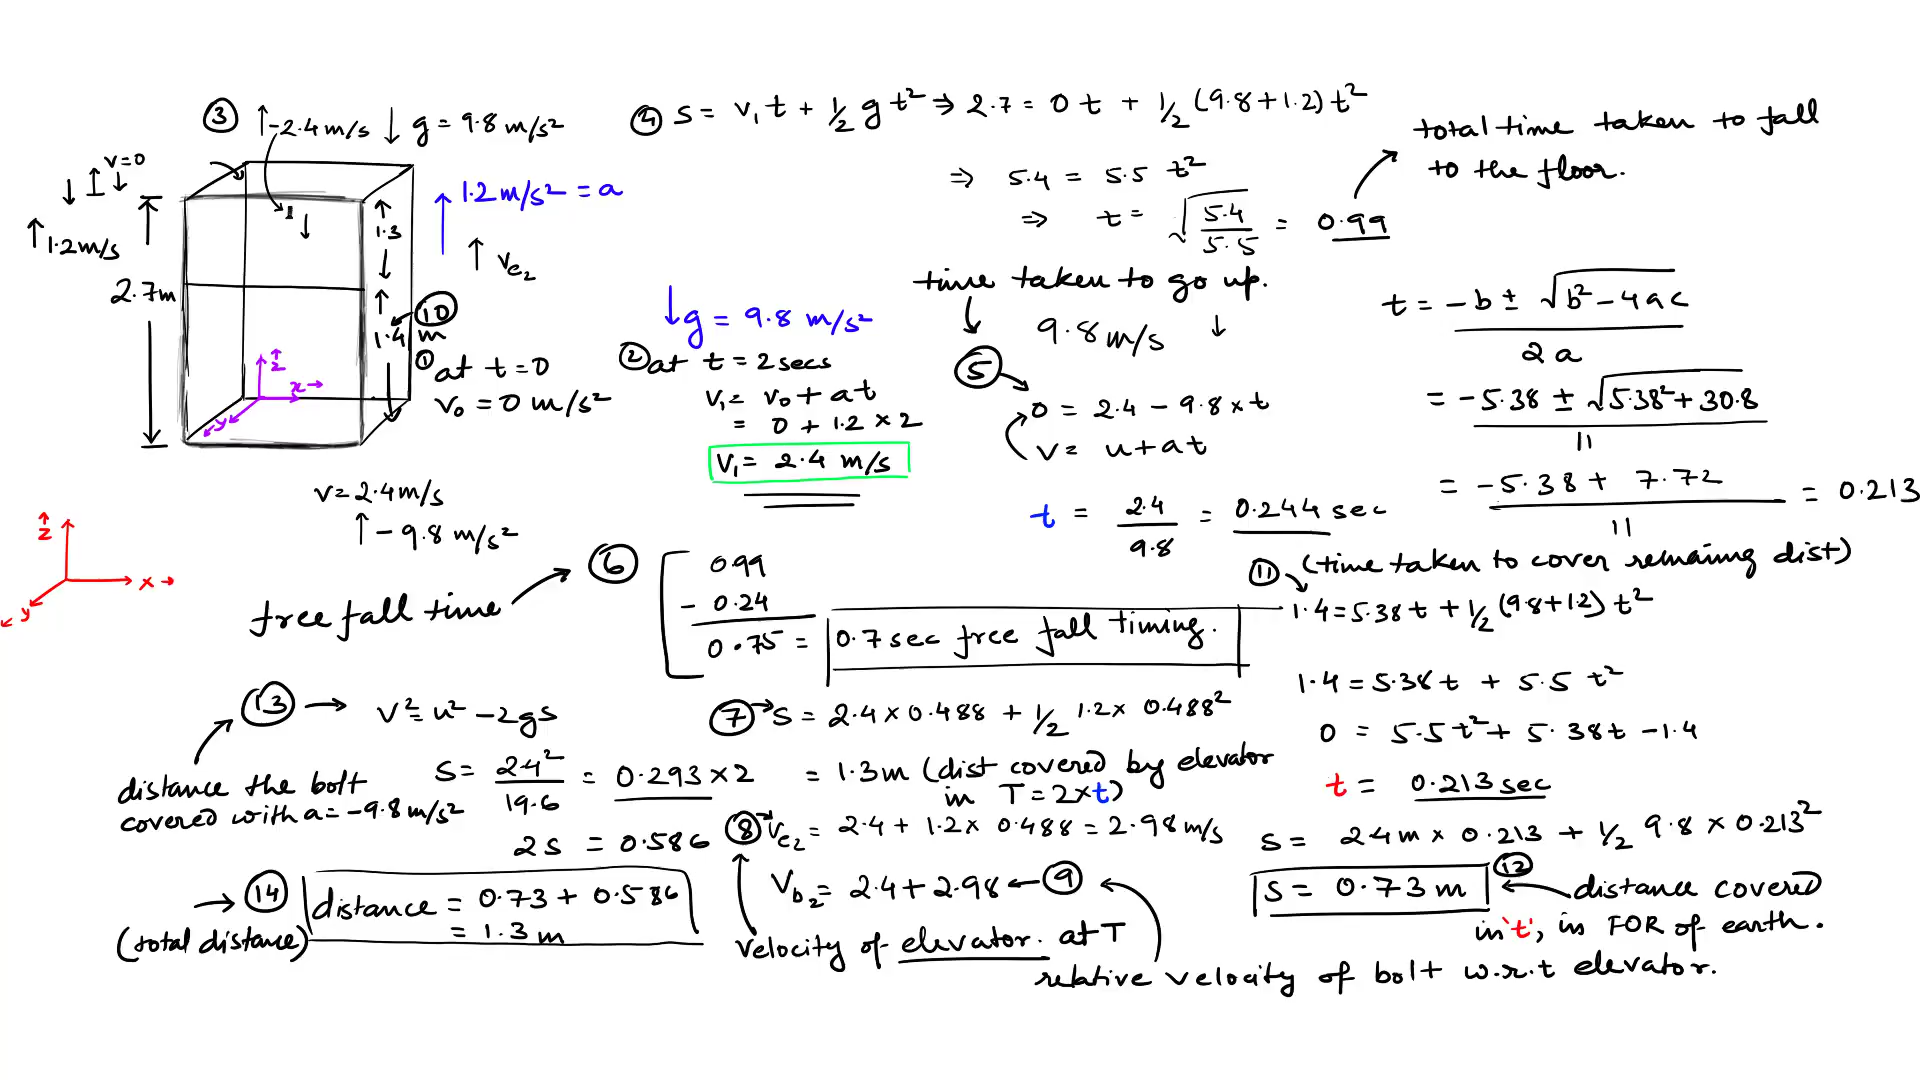 ③ ↑-2.4 m/s ↓ g = 9.8 m/s²
v=0
↑1.2 m/s
2.7m
1.3
1.4 m
⑩
↑ 1.2 m/s² = a
↑ Ve₂
z
x→
y
① at t = 0
v₀ = 0 m/s²
v = 2.4 m/s
↑ - 9.8 m/s²
z
x→
y
↓g = 9.8 m/s²
② at t = 2 secs
v₁ = v₀ + at
= 0 + 1.2 × 2
v₁ = 2.4 m/s
④ s = v₁t + 1/2 gt² ⇒ 2.7 = 0t + 1/2 (9.8+1.2)t²
⇒ 5.4 = 5.5 t²
⇒ t = √5.4/5.5 = 0.99
total time taken to fall
to the floor.
time taken to go up.
9.8 m/s ↓
⑤
0 = 2.4 - 9.8 × t
v = u + at
t = 2.4/9.8 = 0.244 sec
t = -b ± √b² - 4ac / 2a
= -5.38 ± √5.38² + 30.8 / 11
= -5.38 + 7.72 / 11 = 0.213
free fall time
⑥
0.99
- 0.24
0.75 = 0.7 sec free fall timing.
⑪ (time taken to cover remaining dist)
1.4 = 5.38t + 1/2 (9.8+1.2)t²
1.4 = 5.38t + 5.5 t²
0 = 5.5t² + 5.38t - 1.4
t = 0.213 sec
s = 2.4m × 0.213 + 1/2 9.8 × 0.213²
s = 0.73 m
⑫
distance covered
in 't', in FOR of earth.
⑦→ s = 2.4 × 0.488 + 1/2 1.2 × 0.488²
= 1.3m (dist covered by elevator
in T = 2×t)
⑧→ Ve₂ = 2.4 + 1.2 × 0.488 = 2.98 m/s
Vb₂ = 2.4 + 2.98 ← ⑨
velocity of elevator. at T
relative velocity of bolt w.r.t elevator.
⑬ → v² = u² - 2gs
distance the bolt
covered with a = -9.8 m/s²
s = 2.4²/19.6 = 0.293 × 2
2s = 0.586
→ ⑭
(total distance)
distance = 0.73 + 0.586
= 1.3 m